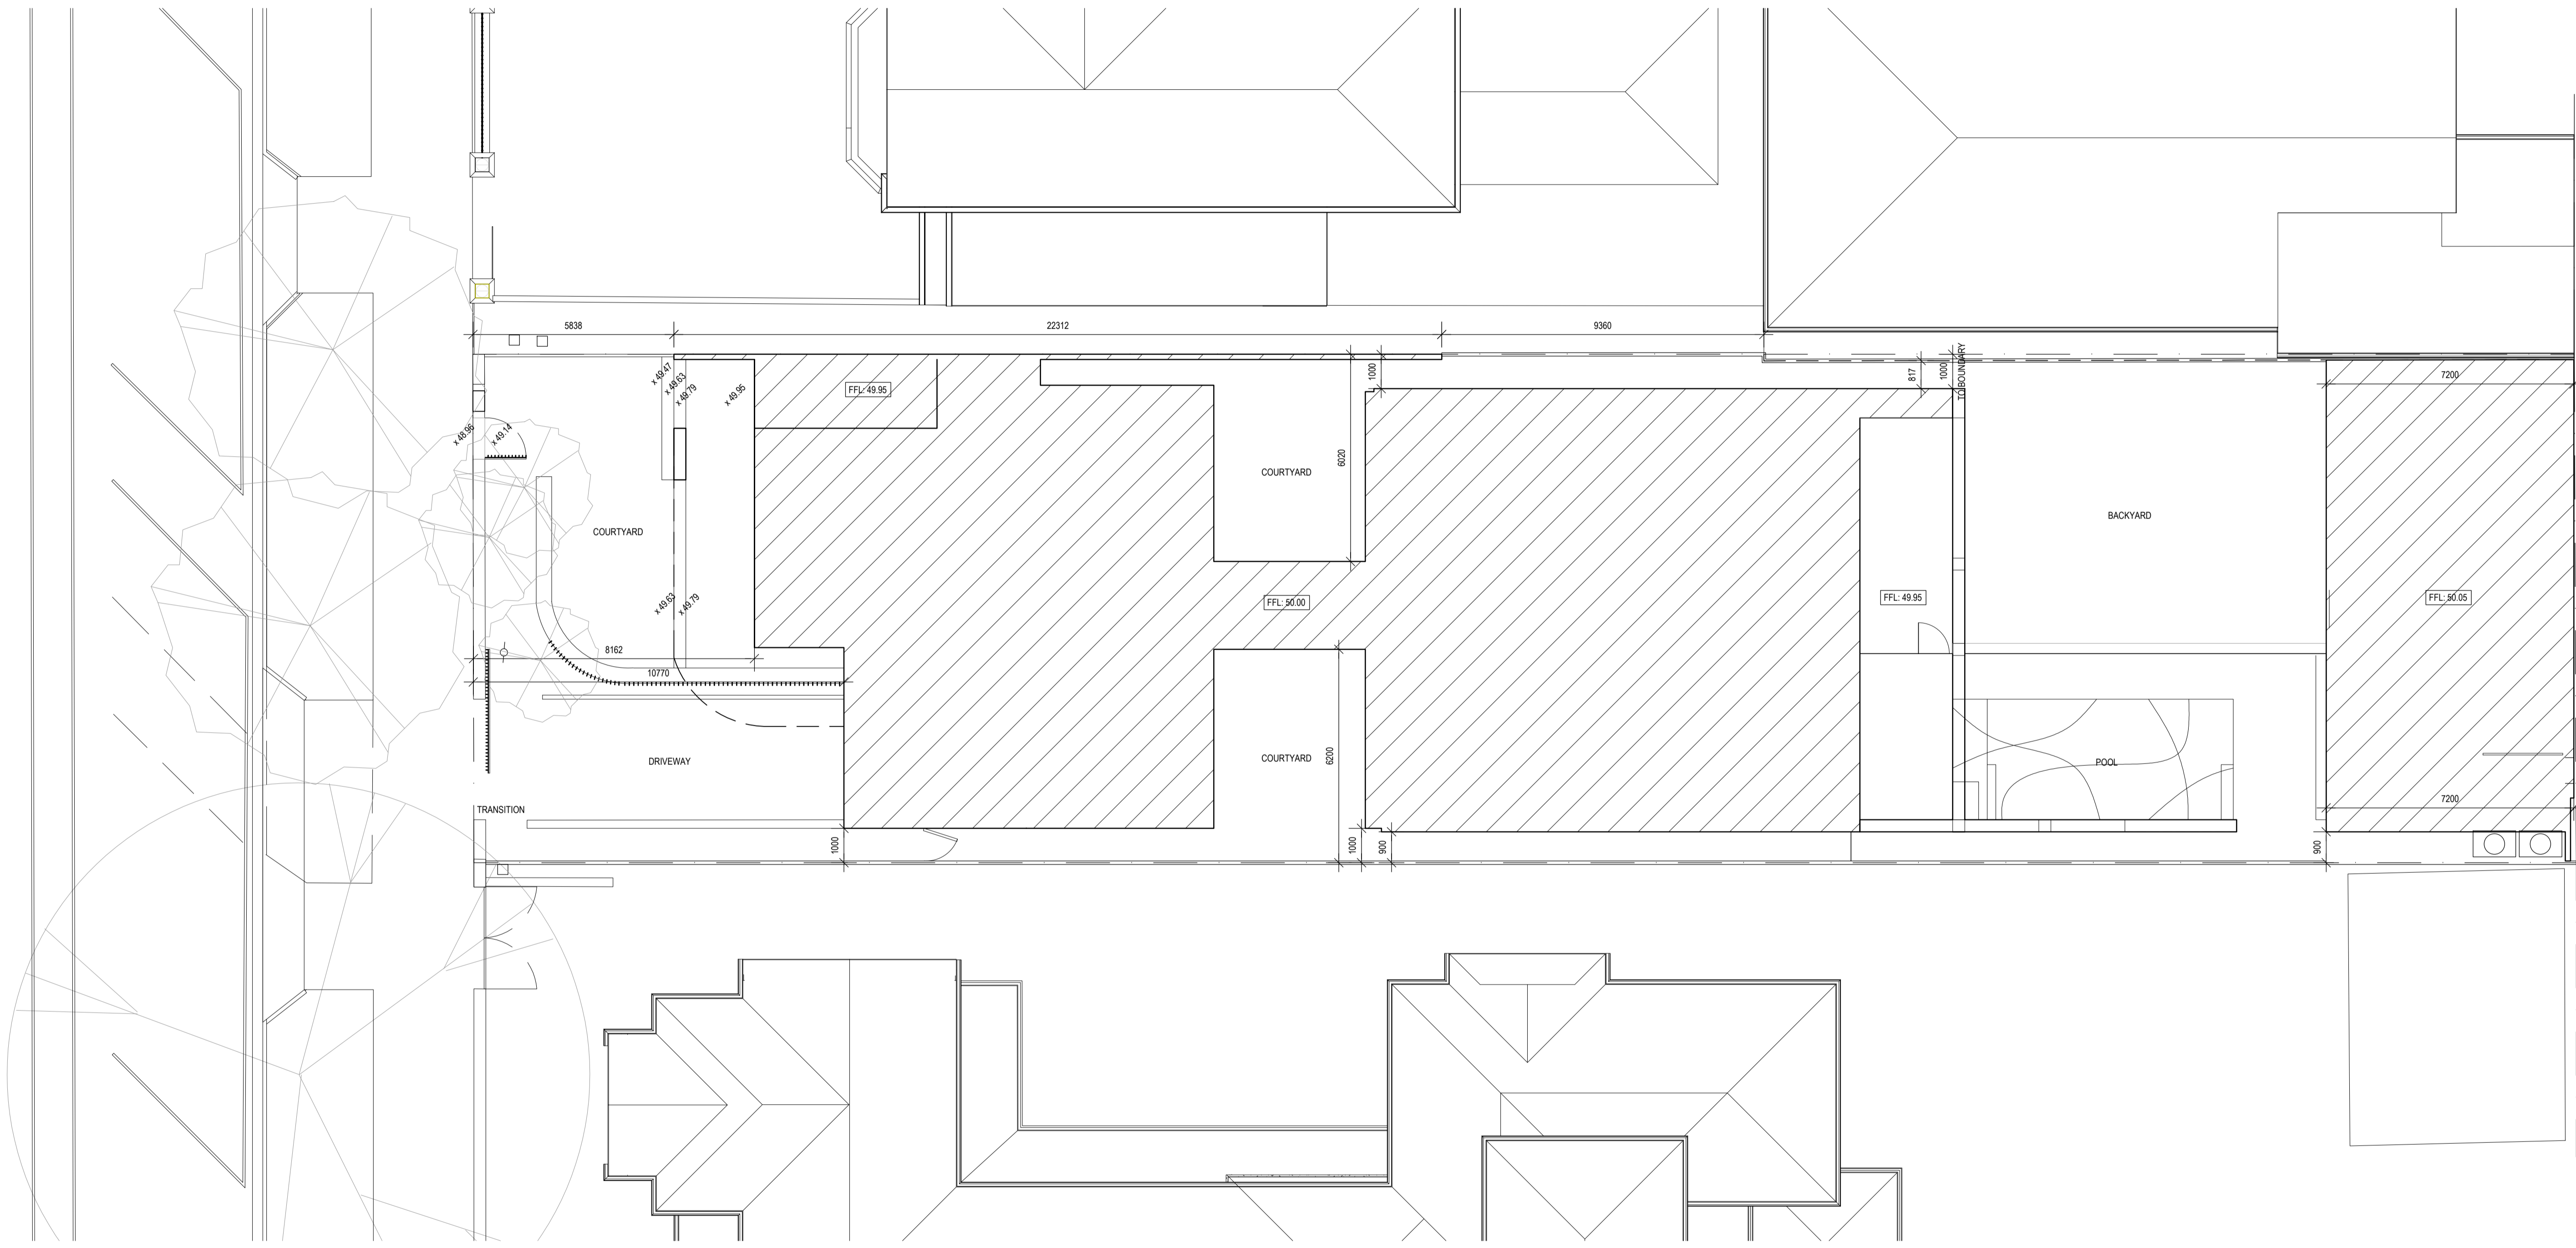 5838
22312
9360
x 49.47
x 49.63
x 49.79
x 49.95
FFL: 49.95
1000
817
1000
TO BOUNDARY
7200
x 48.96
x 49.14
COURTYARD
6020
COURTYARD
BACKYARD
x 49.63
x 49.79
FFL: 50.00
FFL: 49.95
FFL: 50.05
8162
10770
DRIVEWAY
COURTYARD
6200
POOL
TRANSITION
7200
1000
1000
900
900